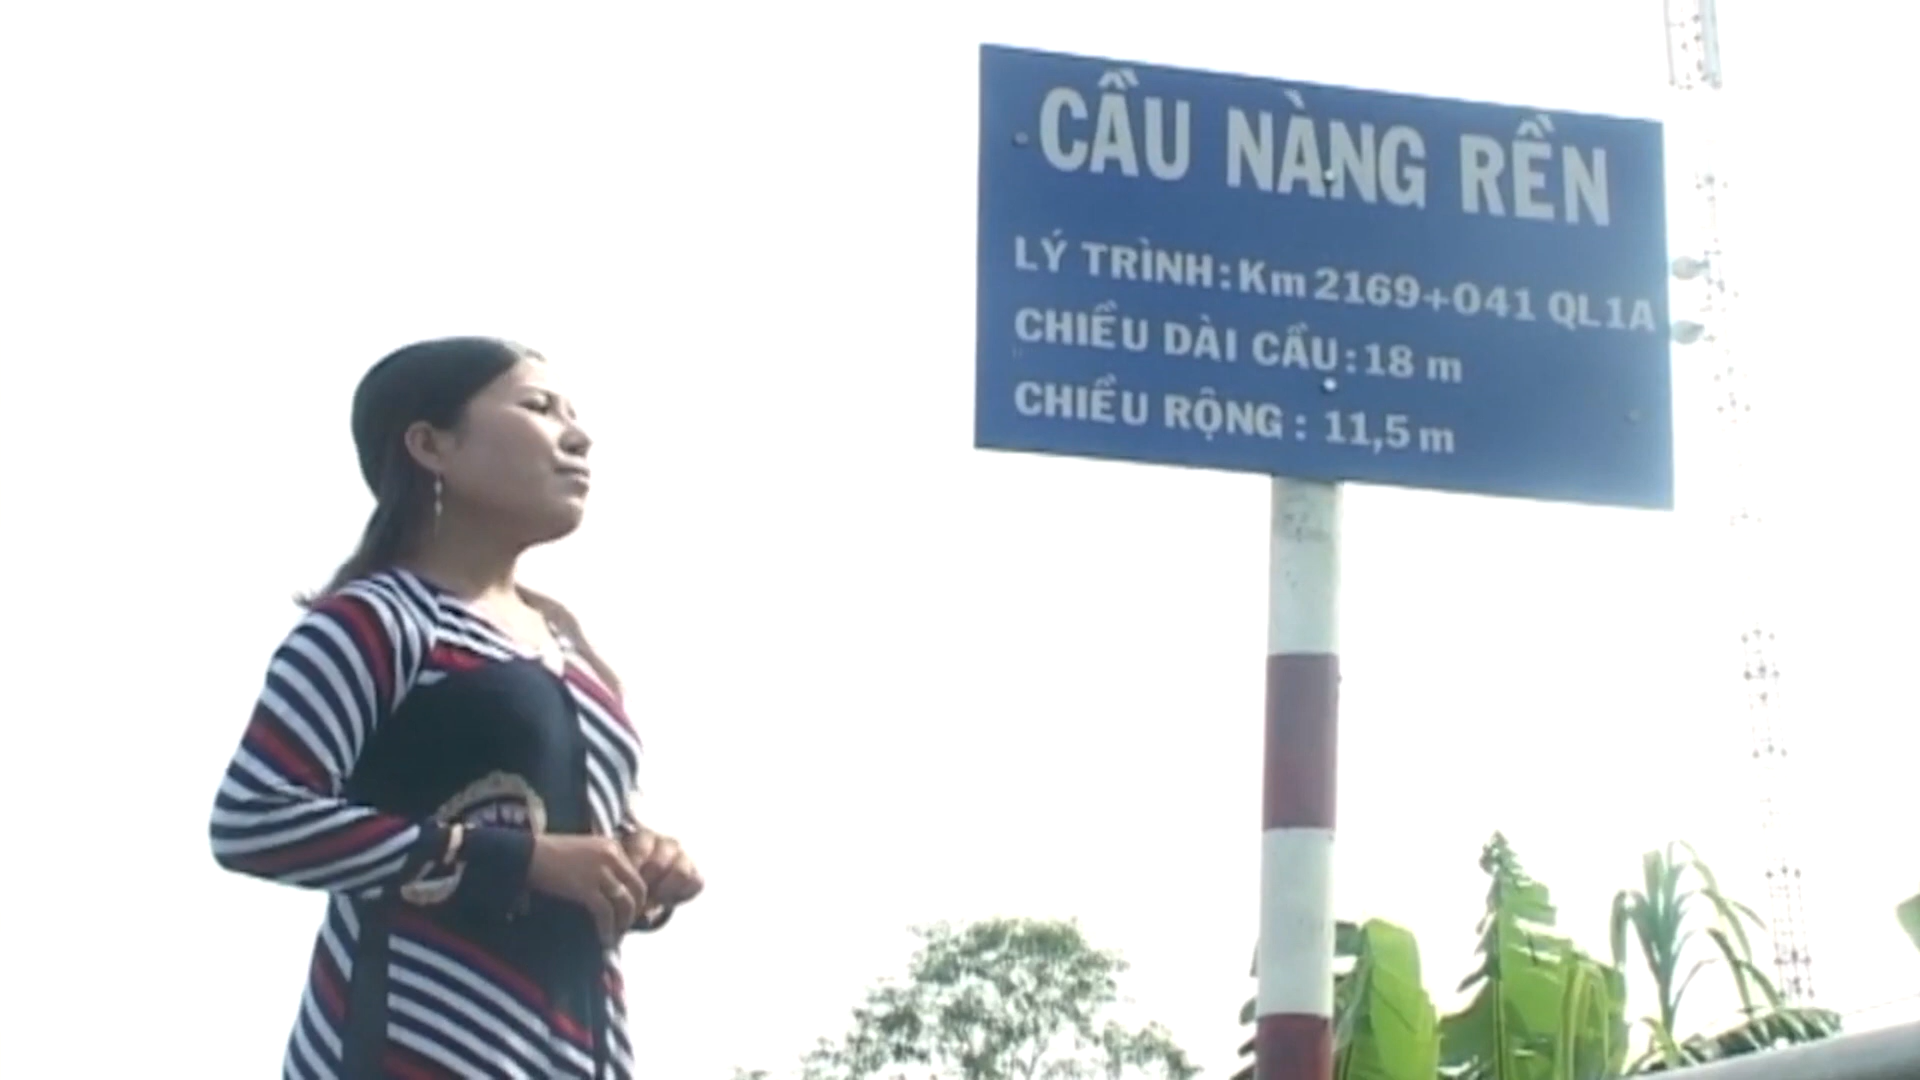 CẦU NÀNG RỀN
LÝ TRÌNH: Km 2169+041 QL1A
CHIỀU DÀI CẦU: 18 m
CHIỀU RỘNG : 11,5 m